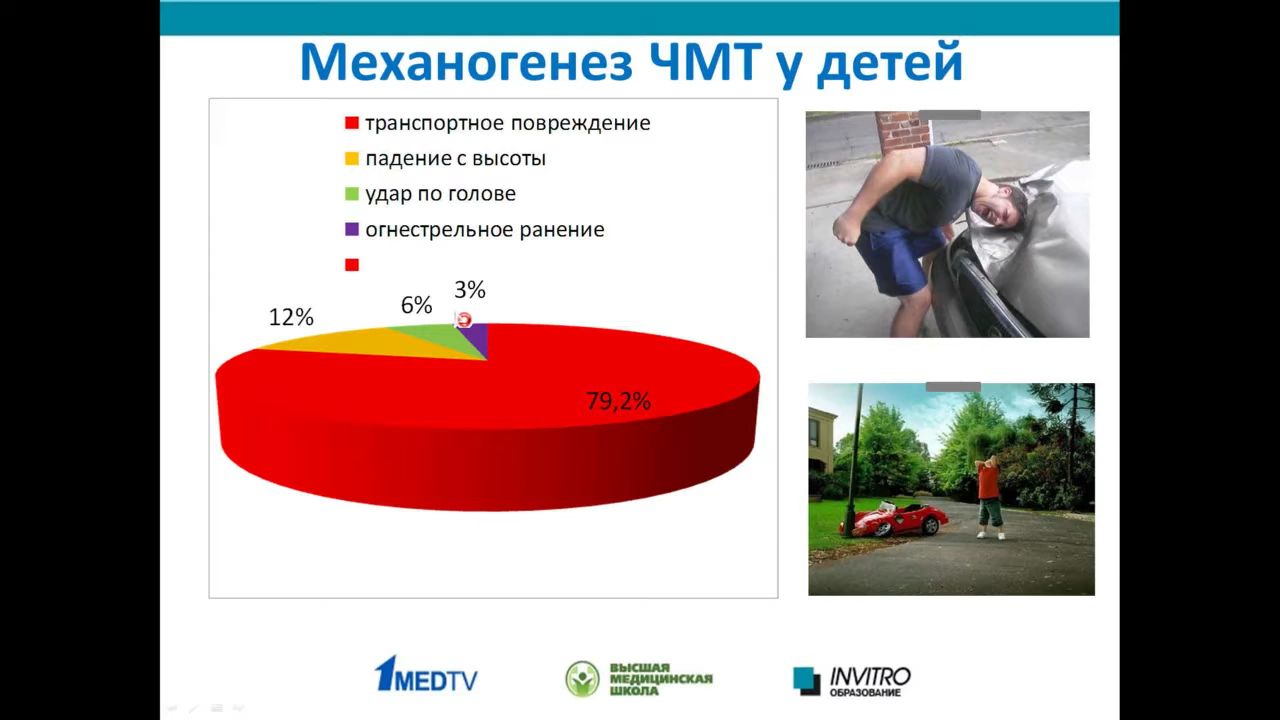 Механогенез ЧМТ у детей
транспортное повреждение
падение с высоты
удар по голове
огнестрельное ранение
3%
6%
12%
79,2%
1MEDTV
ВЫСШАЯ
МЕДИЦИНСКАЯ
ШКОЛА
INVITRO
ОБРАЗОВАНИЕ